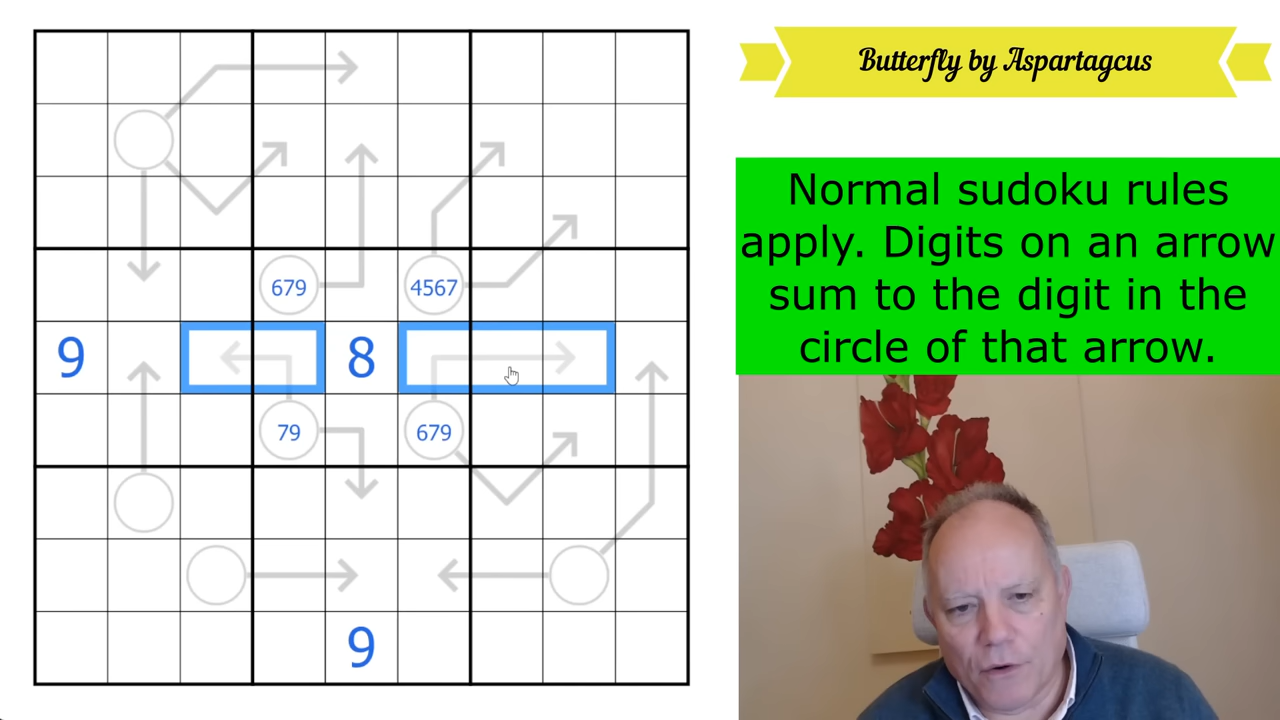 Butterfly by Aspartagcus
Normal sudoku rules
apply. Digits on an arrow
sum to the digit in the
circle of that arrow.
679
4567
9
8
79
679
9